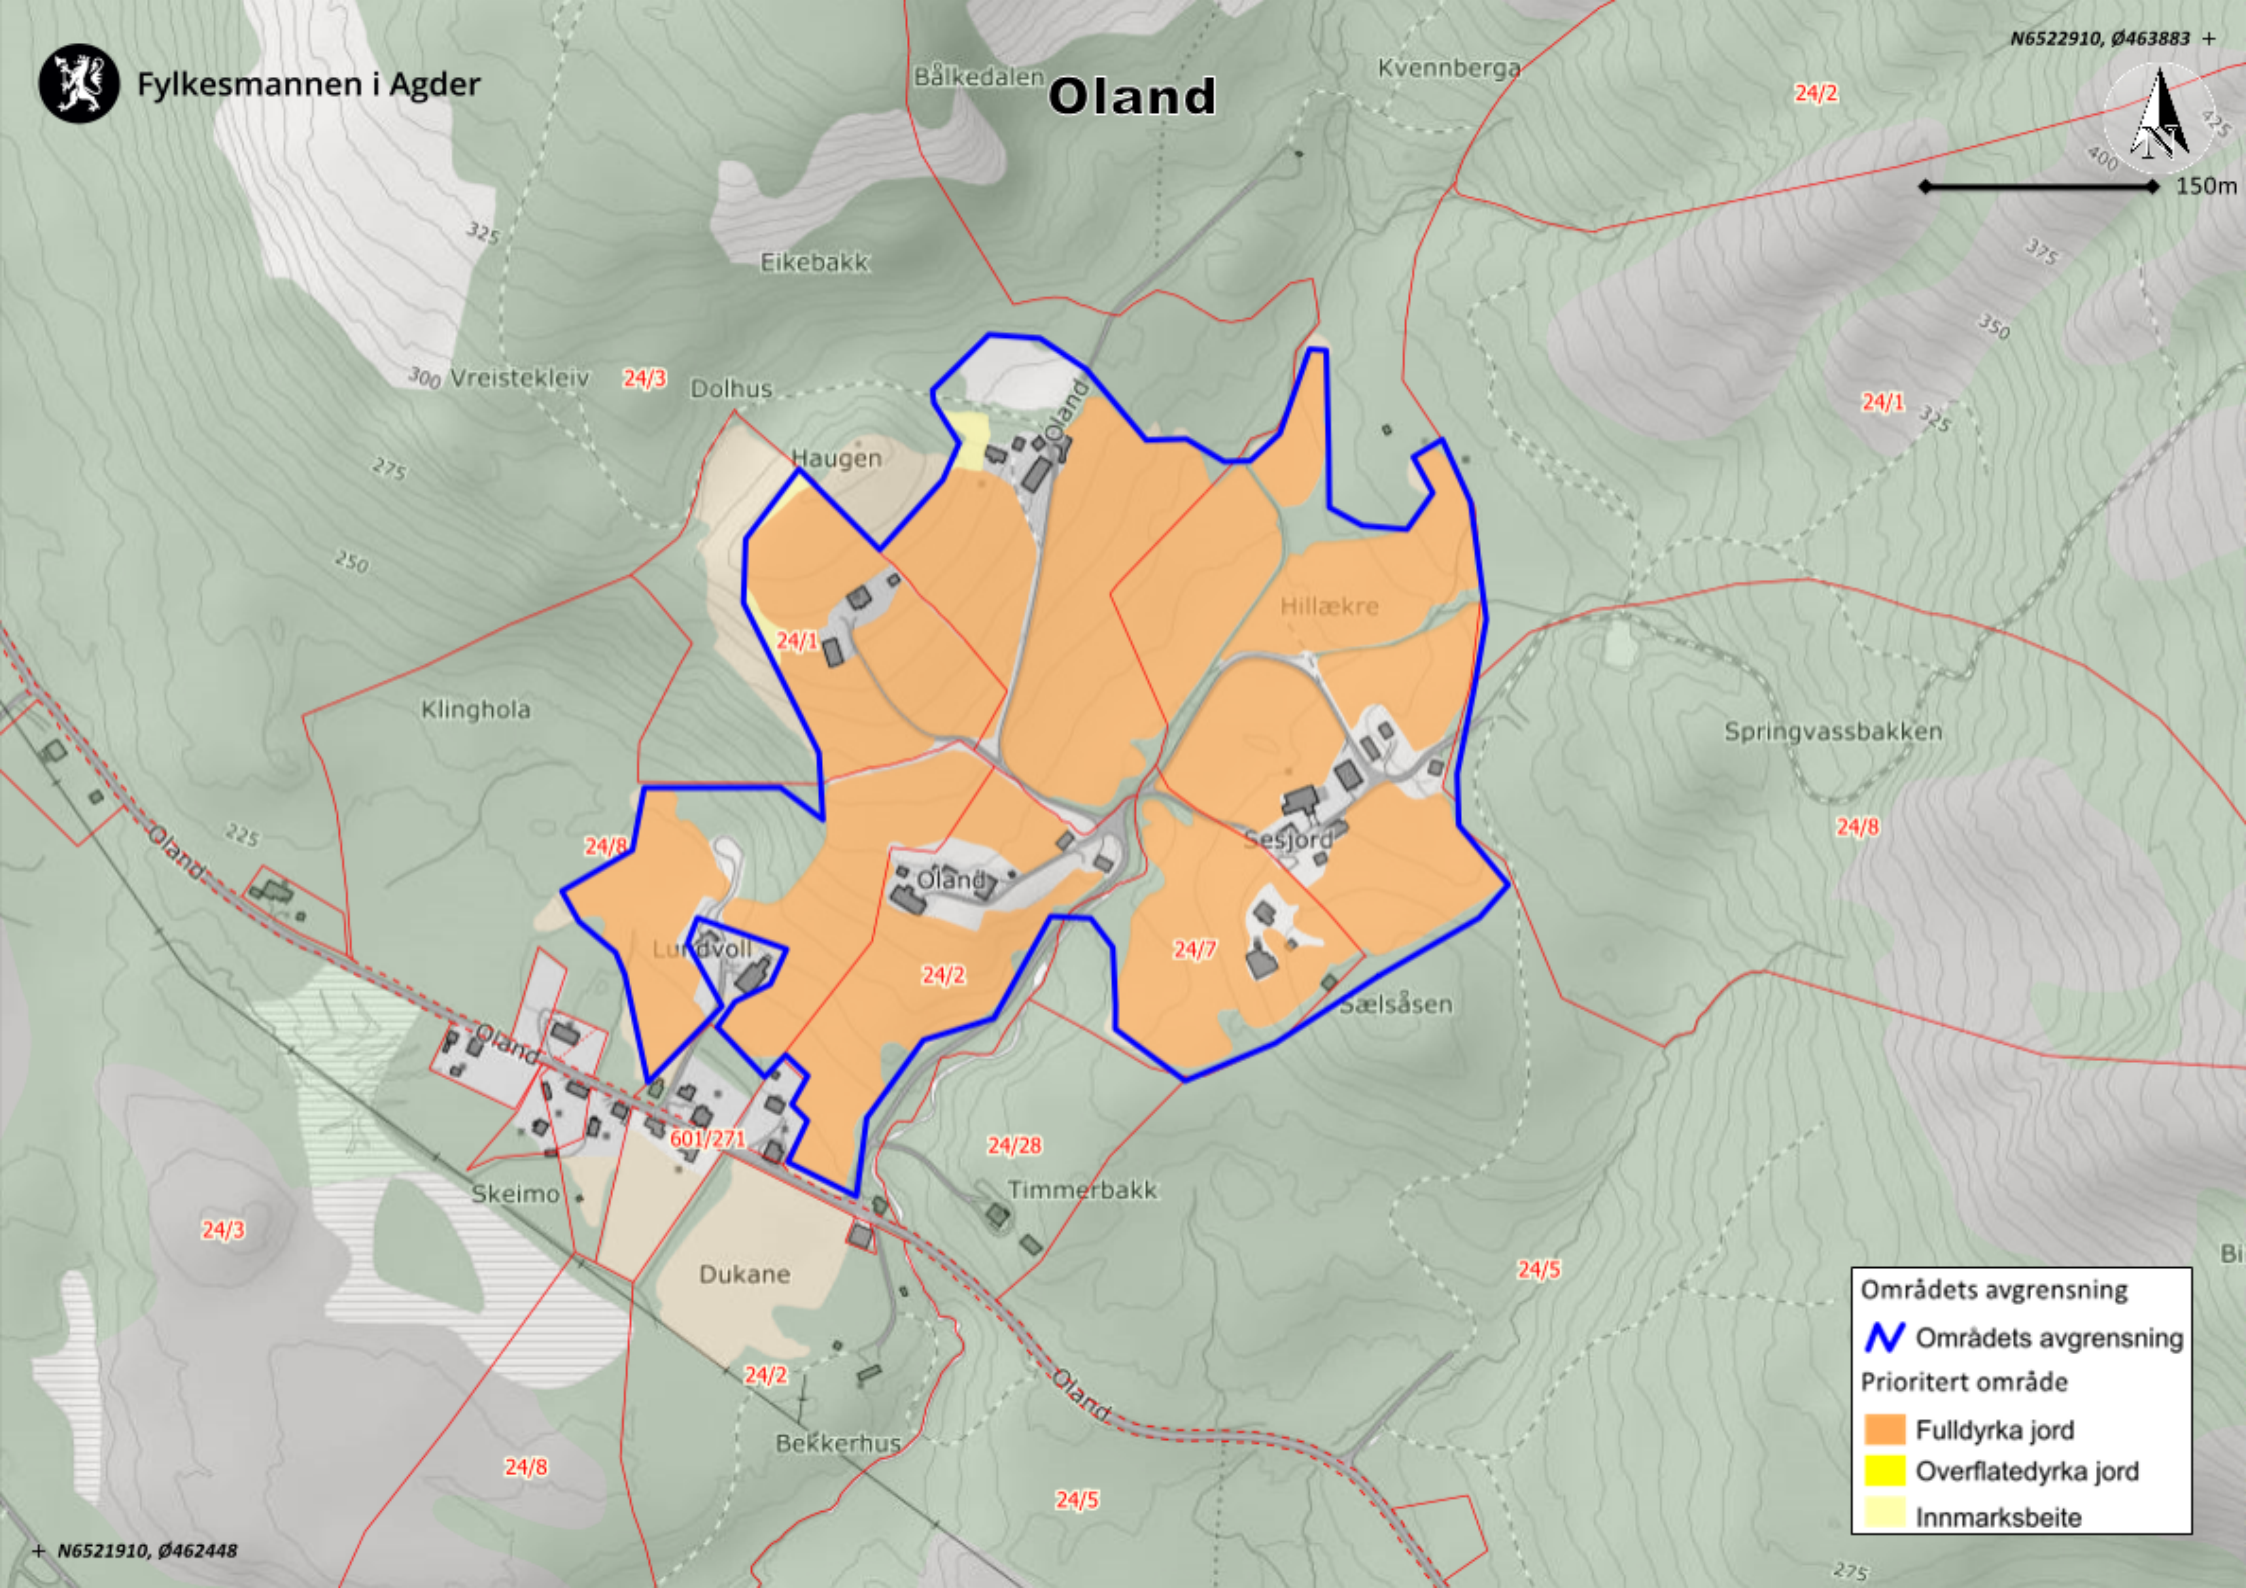 N6522910, Ø463883
Fylkesmannen i Agder
Bålkedalen
Oland
Kvennberga
24/2
425
N
400
150m
325
375
Eikebakk
350
300
Vreistekleiv
24/3
Dolhus
Oland
24/1
325
Haugen
275
250
Hillækre
24/1
Klinghola
Springvassbakken
225
Oland
24/8
Sesjord
24/8
Oland
Lundvoll
24/2
24/7
Sælsåsen
Oland
601/271
24/28
Skeimo
Timmerbakk
24/3
Dukane
24/5
Bi
Områdets avgrensning
Områdets avgrensning
24/2
Oland
Prioritert område
Fulldyrka jord
Bekkerhus
24/8
Overflatedyrka jord
24/5
Innmarksbeite
N6521910, Ø462448
275